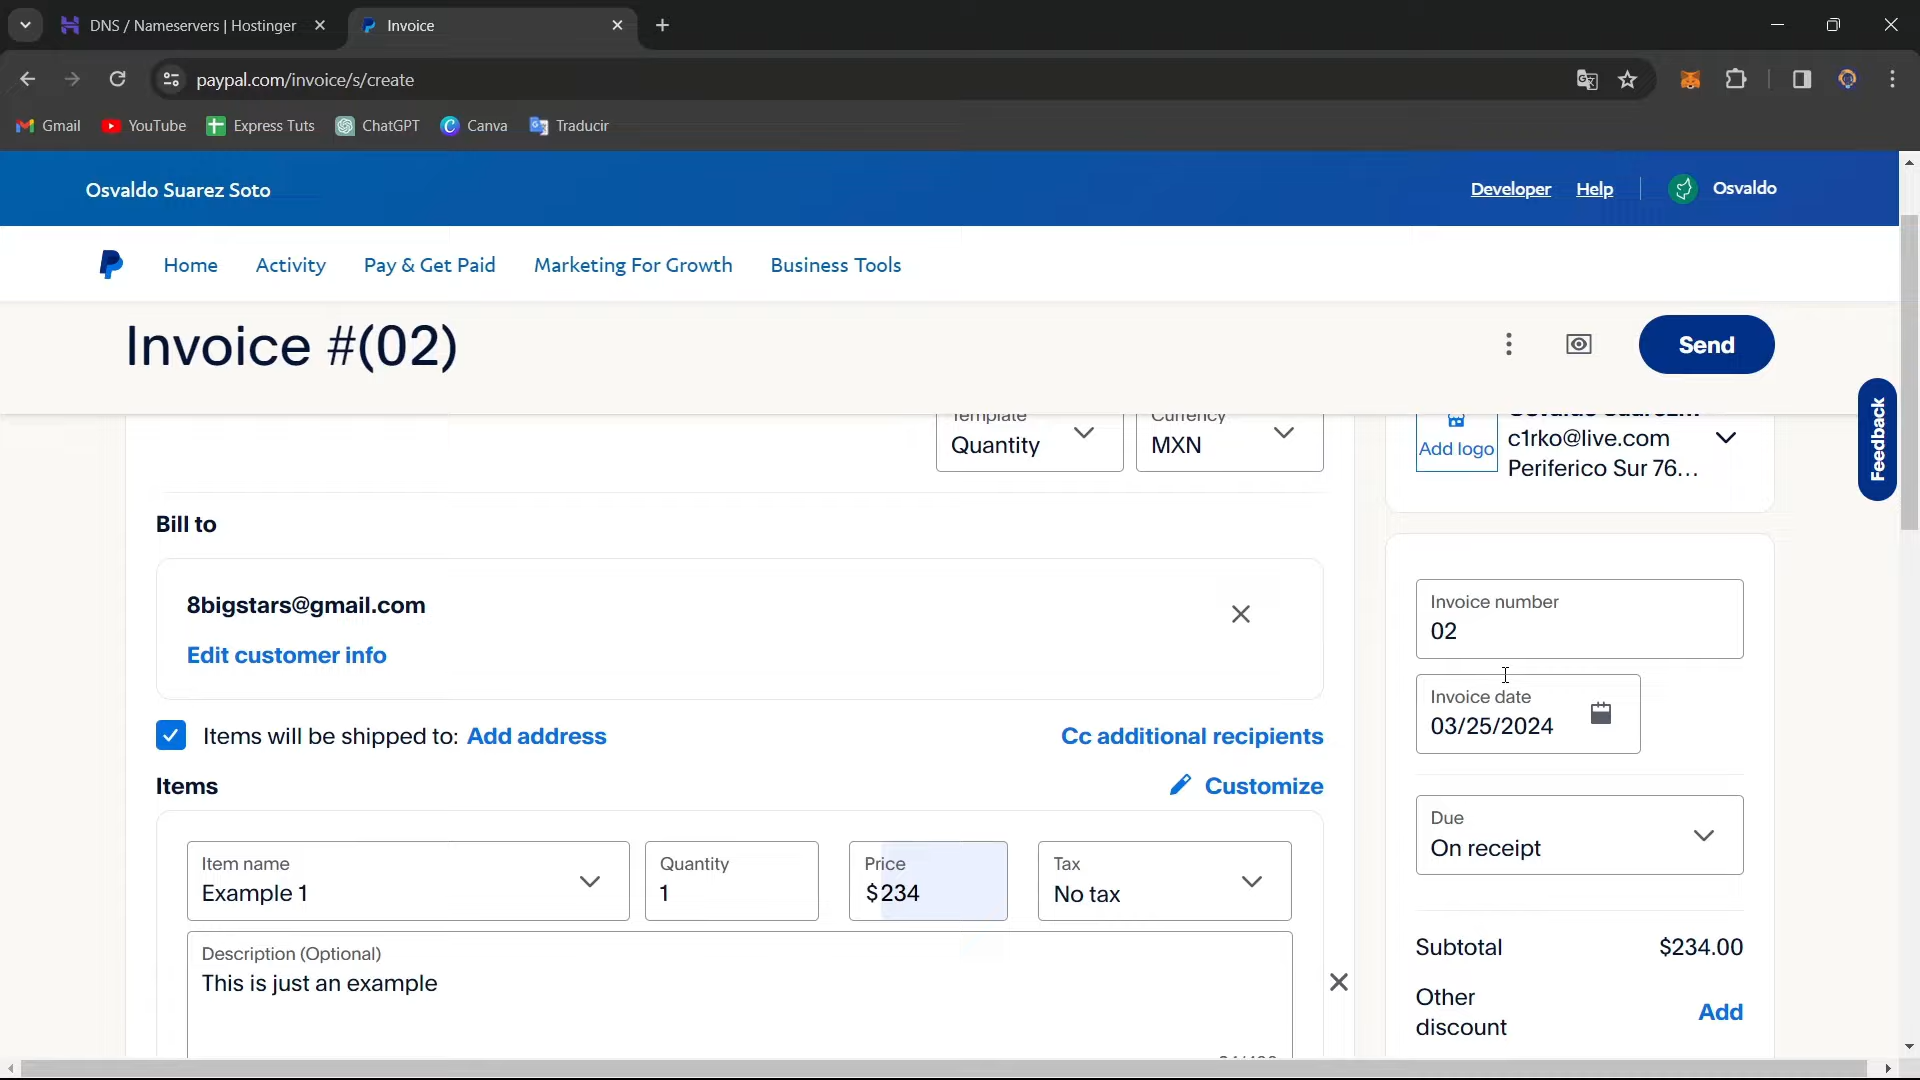 DNS / Nameservers | Hostinger
Invoice
paypal.com/invoice/s/create
Gmail
YouTube
Express Tuts
ChatGPT
Canva
Traducir
Osvaldo Suarez Soto
Developer
Help
Osvaldo
Home
Activity
Pay & Get Paid
Marketing For Growth
Business Tools
Invoice #(02)
Send
Feedback
Template
Quantity
Currency
MXN
Add logo
c1rko@live.com
Periferico Sur 76...
Bill to
8bigstars@gmail.com
Edit customer info
Items will be shipped to: Add address
Cc additional recipients
Items
Customize
Item name
Example 1
Quantity
1
Price
$234
Tax
No tax
Description (Optional)
This is just an example
Invoice number
02
Invoice date
03/25/2024
Due
On receipt
Subtotal
$234.00
Other
discount
Add